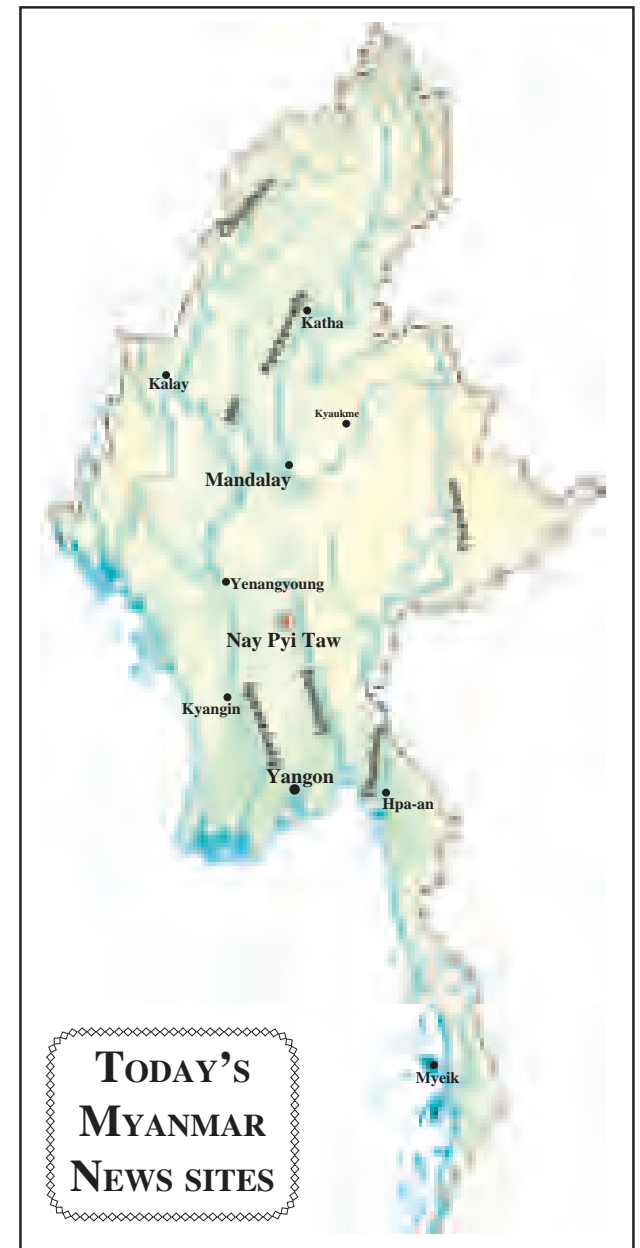 Katha
Kalay
Kyaukme
Mandalay
Yenangyoung
Nay Pyi Taw
Kyangin
Yangon
Hpa-an
Myeik
TODAY'S
MYANMAR
NEWS SITES